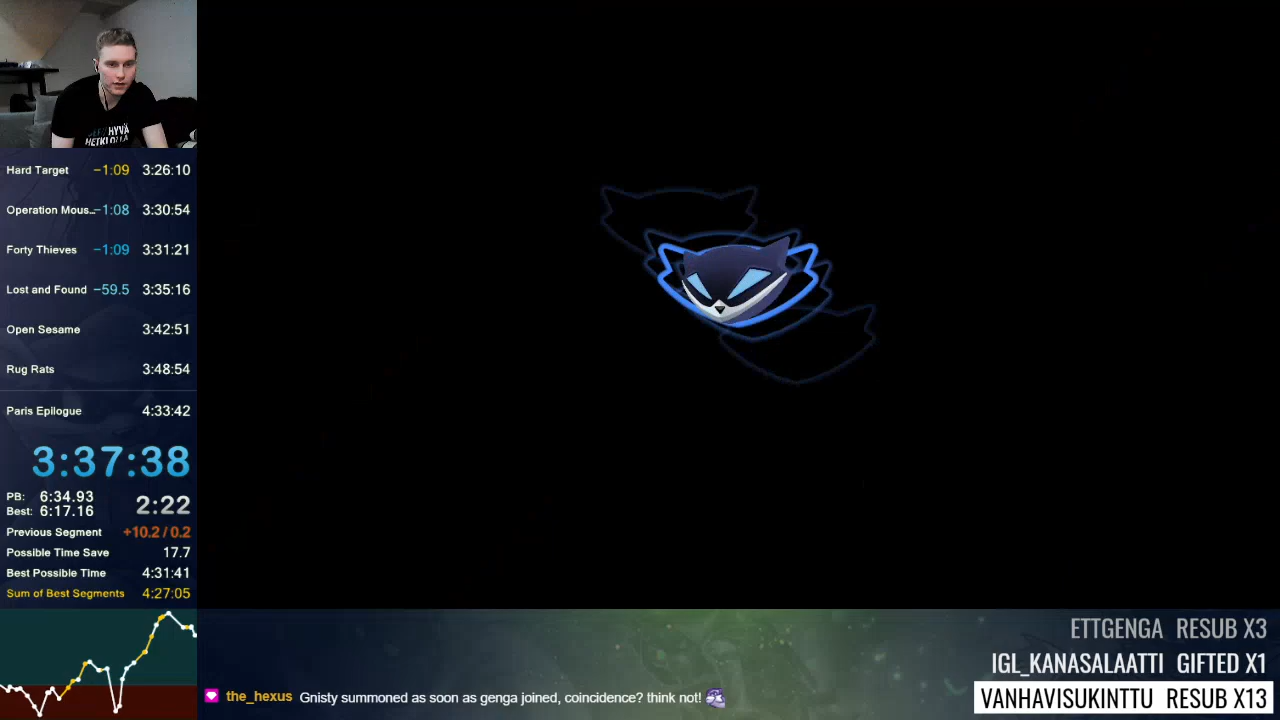 HYVÄ
HETKI OLLA
Hard Target −1:09 3:26:10
Operation Mous... −1:08 3:30:54
Forty Thieves −1:09 3:31:21
Lost and Found −59.5 3:35:16
Open Sesame 3:42:51
Rug Rats 3:48:54
Paris Epilogue 4:33:42
3:37:38
PB: 6:34.93
Best: 6:17.16
2:22
Previous Segment +10.2 / 0.2
Possible Time Save 17.7
Best Possible Time 4:31:41
Sum of Best Segments 4:27:05
ETTGENGA RESUB X3
IGL_KANASALAATTI GIFTED X1
VANHAVISUKINTTU RESUB X13
the_hexus Gnisty summoned as soon as genga joined, coincidence? think not!